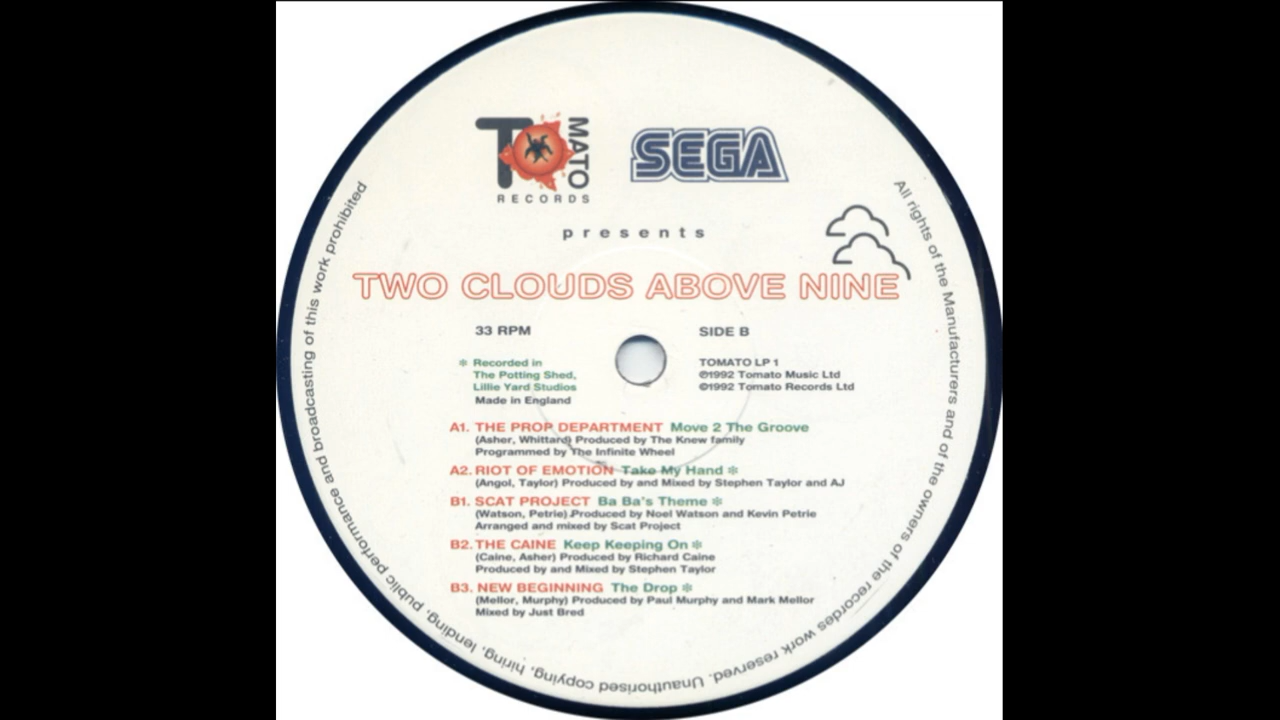 TOMATO
RECORDS
SEGA
presents
TWO CLOUDS ABOVE NINE
33 RPM
SIDE B
✻ Recorded in
The Potting Shed,
Lillie Yard Studios
Made in England
TOMATO LP 1
℗1992 Tomato Music Ltd
©1992 Tomato Records Ltd
A1. THE PROP DEPARTMENT Move 2 The Groove
(Asher, Whittard) Produced by The Knew family
Programmed by The Infinite Wheel
A2. RIOT OF EMOTION Take My Hand ✻
(Angol, Taylor) Produced by and Mixed by Stephen Taylor and AJ
B1. SCAT PROJECT Ba Ba's Theme ✻
(Watson, Petrie) Produced by Noel Watson and Kevin Petrie
Arranged and mixed by Scat Project
B2. THE CAINE Keep Keeping On ✻
(Caine, Asher) Produced by Richard Caine
Produced by and Mixed by Stephen Taylor
B3. NEW BEGINNING The Drop ✻
(Mellor, Murphy) Produced by Paul Murphy and Mark Mellor
Mixed by Just Bred
All rights of the Manufacturers and of the owners of the recordes work reserved. Unauthorised copying, hiring, lending, public performance and broadcasting of this work prohibited